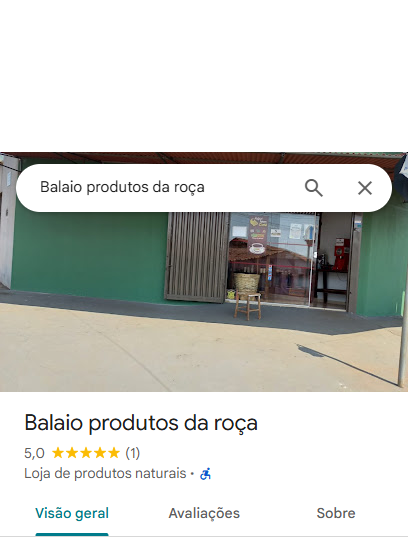 Balaio produtos da roça
Balaio produtos da roça
5,0 (1)
Loja de produtos naturais ·
Visão geral
Avaliações
Sobre